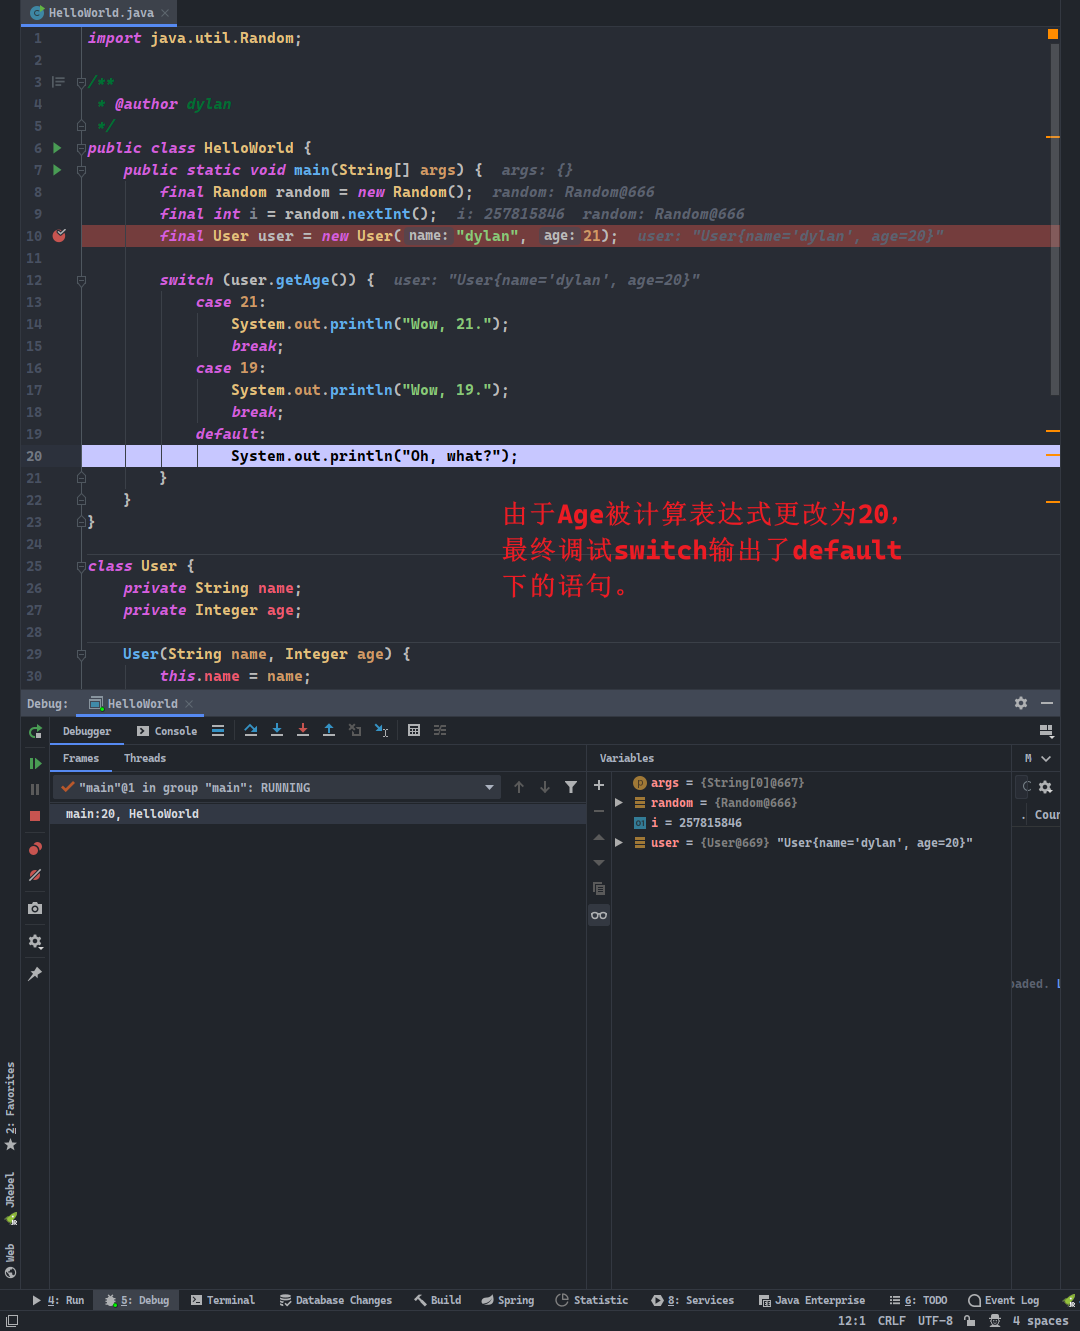 HelloWorld.java
1 import java.util.Random;
2
3 /**
4 * @author dylan
5 */
6 public class HelloWorld {
7 public static void main(String[] args) { args: {}
8 final Random random = new Random(); random: Random@666
9 final int i = random.nextInt(); i: 257815846 random: Random@666
10 final User user = new User( name: "dylan", age: 21); user: "User{name='dylan', age=20}"
11
12 switch (user.getAge()) { user: "User{name='dylan', age=20}"
13 case 21:
14 System.out.println("Wow, 21.");
15 break;
16 case 19:
17 System.out.println("Wow, 19.");
18 break;
19 default:
20 System.out.println("Oh, what?");
21 }
22 }
23 }
24
由于Age被计算表达式更改为20，
最终调试switch输出了default
下的语句。
25 class User {
26 private String name;
27 private Integer age;
28
29 User(String name, Integer age) {
30 this.name = name;
Debug: HelloWorld
Debugger Console
Frames Threads
"main"@1 in group "main": RUNNING
main:20, HelloWorld
Variables
args = {String[0]@667}
random = {Random@666}
i = 257815846
user = {User@669} "User{name='dylan', age=20}"
M
. Coun
oaded. L
2: Favorites
JRebel
Web
4: Run 5: Debug Terminal Database Changes Build Spring Statistic 8: Services Java Enterprise 6: TODO Event Log
12:1 CRLF UTF-8 4 spaces